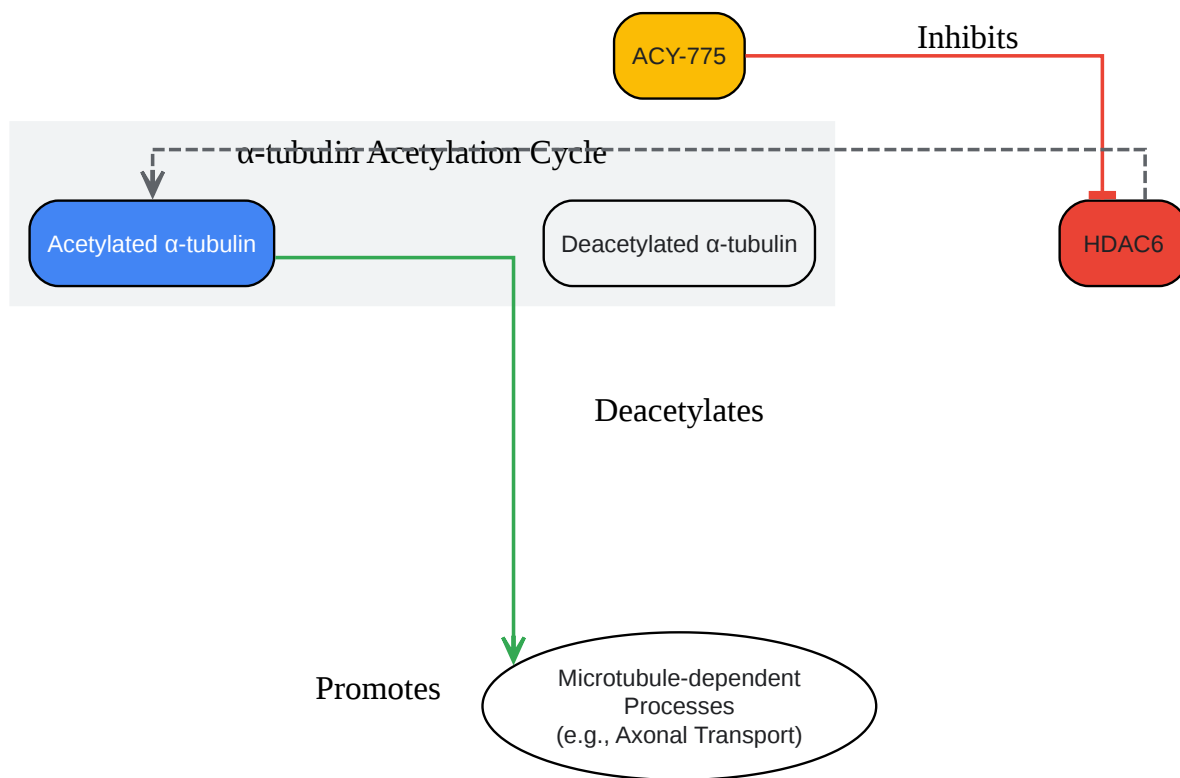 Inhibits
ACY-775
α-tubulin Acetylation Cycle
Acetylated α-tubulin
Deacetylated α-tubulin
HDAC6
Deacetylates
Promotes
Microtubule-dependent
Processes
(e.g., Axonal Transport)